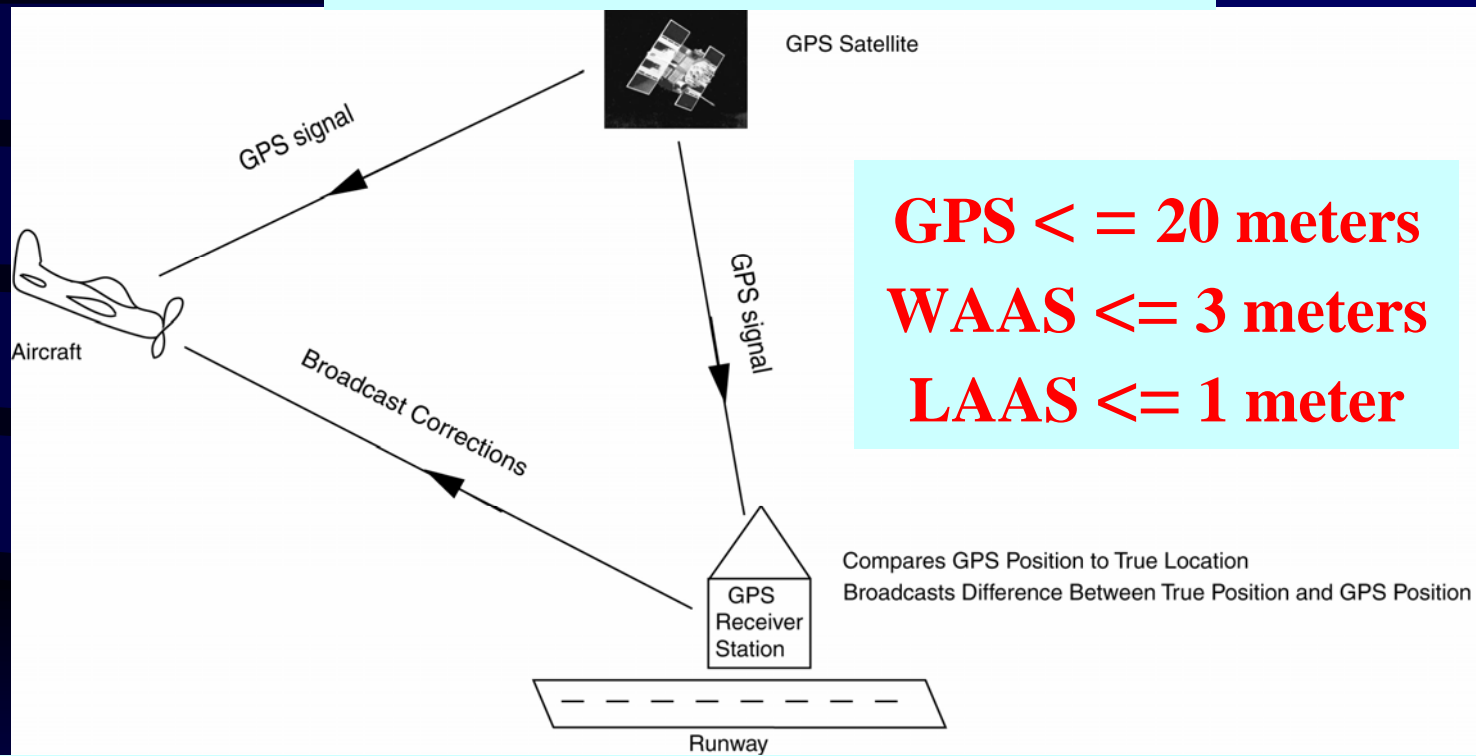 GPS Satellite
GPS signal
GPS signal
GPS < = 20 meters
WAAS <= 3 meters
LAAS <= 1 meter
Aircraft
Broadcast Corrections
Compares GPS Position to True Location
Broadcasts Difference Between True Position and GPS Position
GPS
Receiver
Station
Runway